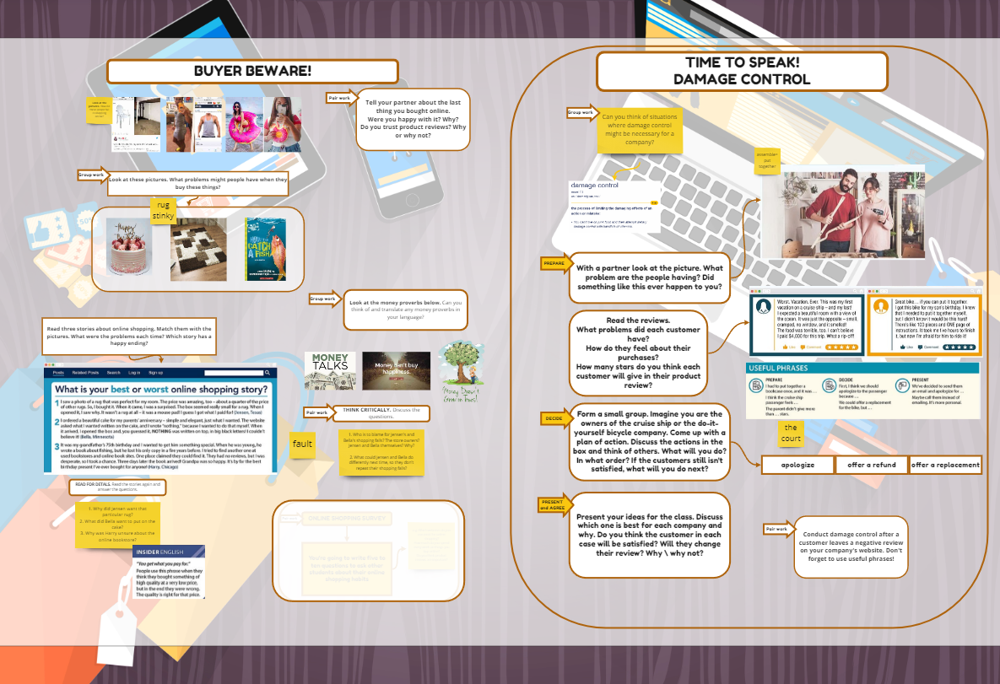 BUYER BEWARE!
Look at the
pictures.
Pair work
Tell your partner about the last
thing you bought online.
Were you happy with it? Why?
Do you trust product reviews? Why
or why not?
Group work
Look at these pictures. What problems might people have when they
buy these things?
rug
stinky
happy
CATCH
A FISH
Group work
Look at the money proverbs below. Can you
think of and translate any money proverbs in
your language?
Read three stories about online shopping. Match them with the
pictures. What were the problems each time? Which story has a
happy ending?
MONEY
TALKS
Money can't buy
happiness.
Money Doesn't
Grow on Trees!
Posts Related Posts Search Log in Sign up
What is your best or worst online shopping story?
1 I saw a photo of a rug that was perfect for my room. The price was amazing, too – about a quarter of the price
of other rugs. So, I bought it. When it came, I was a surprised. The box seemed really small for a rug. When I
opened it, I saw why. It wasn't a rug at all – it was a mouse pad! I guess I got what I paid for! (Jensen, Texas)
2 I ordered a beautiful cake for my parents' anniversary – simple and elegant, just what I wanted. The website
asked what I wanted written on the cake, and I wrote "nothing," because I wanted to do that myself. When
it arrived, I opened the box and, you guessed it, NOTHING was written on top, in big black letters! I couldn't
believe it! (Bella, Minnesota)
3 It was my grandfather's 75th birthday and I wanted to get him something special. When he was young, he
wrote a book about fishing, but he lost his only copy in a fire years ago. I tried to find another one at
used bookstores and online book sites. One place claimed they could find it. They had no reviews, but I was
desperate, so I took a chance. Three days later the book arrived! Grandpa was so happy. It's by far the best
birthday present I've ever bought for anyone! (Harry, Chicago)
Pair work
THINK CRITICALLY. Discuss the
questions.
fault
1. Who is to blame for Jensen's and
Bella's shopping fails? The store owners?
Jensen and Bella themselves? Why?
2. What could Jensen and Bella do
differently next time, so they don't
repeat their shopping fails?
READ FOR DETAILS. Read the stories again and
answer the questions.
1. Why did Jensen want that
particular rug?
2. What did Bella want to put on the
cake?
3. Why was Harry unsure about the
online bookstore?
INSIDER ENGLISH
"You get what you pay for."
People use this phrase when they
think they bought something of
high quality at a very low price,
but in the end they were wrong.
The quality is right for that price.
ONLINE SHOPPING SURVEY
You're going to write five to
ten questions to ask other
students about their online
shopping habits.
TIME TO SPEAK!
DAMAGE CONTROL
Group work
Can you think of situations
where damage control
might be necessary for a
company?
damage control
the process of limiting the damaging effects of an
action or mistake:
assemble=
put
together
PREPARE
With a partner look at the picture. What
problem are the people having? Did
something like this ever happen to you?
Read the reviews.
What problems did each customer
have?
How do they feel about their
purchases?
How many stars do you think each
customer will give in their product
review?
Worst. Vacation. Ever. This was my first
vacation on a cruise ship – and my last!
I expected a beautiful room with a view of
the ocean. It was just the opposite – small,
cramped, no window, and it smelled!
The food was terrible, too. I can't believe
I paid $4,000 for this trip. What a rip-off!
Like Comment
Great bike... if you can put it together.
I got this bike for my son's birthday. I knew
that I needed to put it together myself,
but I didn't know it would be this hard!
There's like 100 pieces and ONE page of
instructions. It took me five hours to finish
it, but now I'm afraid for him to ride it!
Like Comment
USEFUL PHRASES
PREPARE
I had to put together a
bookcase once, and it was ...
I think the cruise ship
passenger feels ...
The parent didn't give more
than ... stars.
DECIDE
First, I think we should
apologize to the passenger
because ...
We could offer a replacement
for the bike, but ...
PRESENT
We've decided to send them
an email and apologize for ...
Maybe call them instead of
emailing. It's more personal.
DECIDE
Form a small group. Imagine you are the
owners of the cruise ship or the do-it-
yourself bicycle company. Come up with a
plan of action. Discuss the actions in the
box and think of others. What will you do?
In what order? If the customers still isn't
satisfied, what will you do next?
the
court
apologize
offer a refund
offer a replacement
PRESENT
and AGREE
Present your ideas for the class. Discuss
which one is best for each company and
why. Do you think the customer in each
case will be satisfied? Will they change
their review? Why \ why not?
Pair work
Conduct damage control after a
customer leaves a negative review
on your company's website. Don't
forget to use useful phrases!